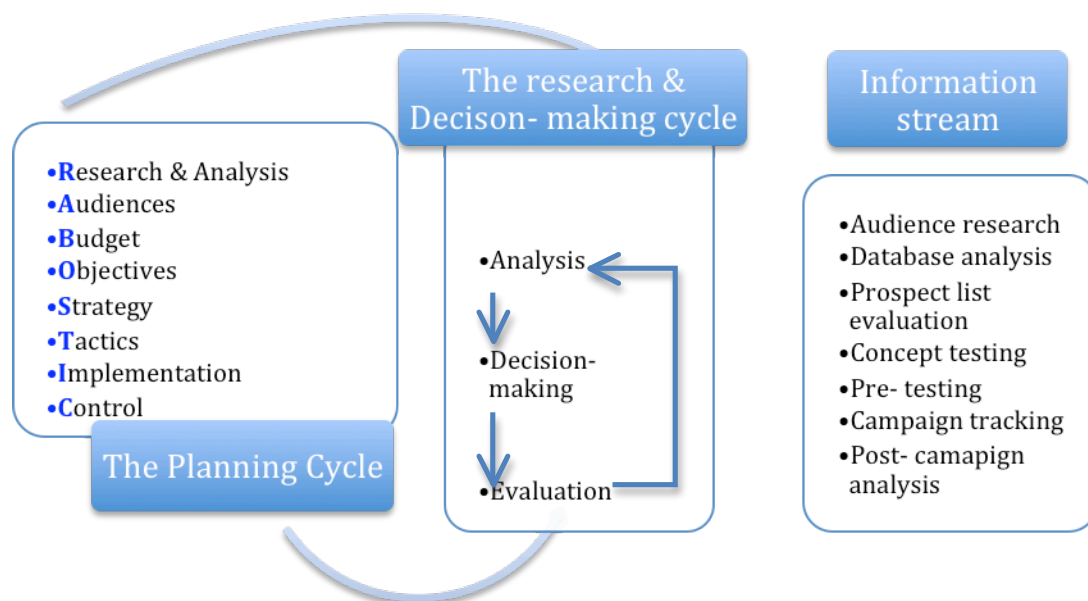 •Research & Analysis
•Audiences
•Budget
•Objectives
•Strategy
•Tactics
•Implementation
•Control
The Planning Cycle
The research &
Decison- making cycle
•Analysis
•Decision-
making
•Evaluation
Information
stream
•Audience research
•Database analysis
•Prospect list
evaluation
•Concept testing
•Pre- testing
•Campaign tracking
•Post- camapign
analysis